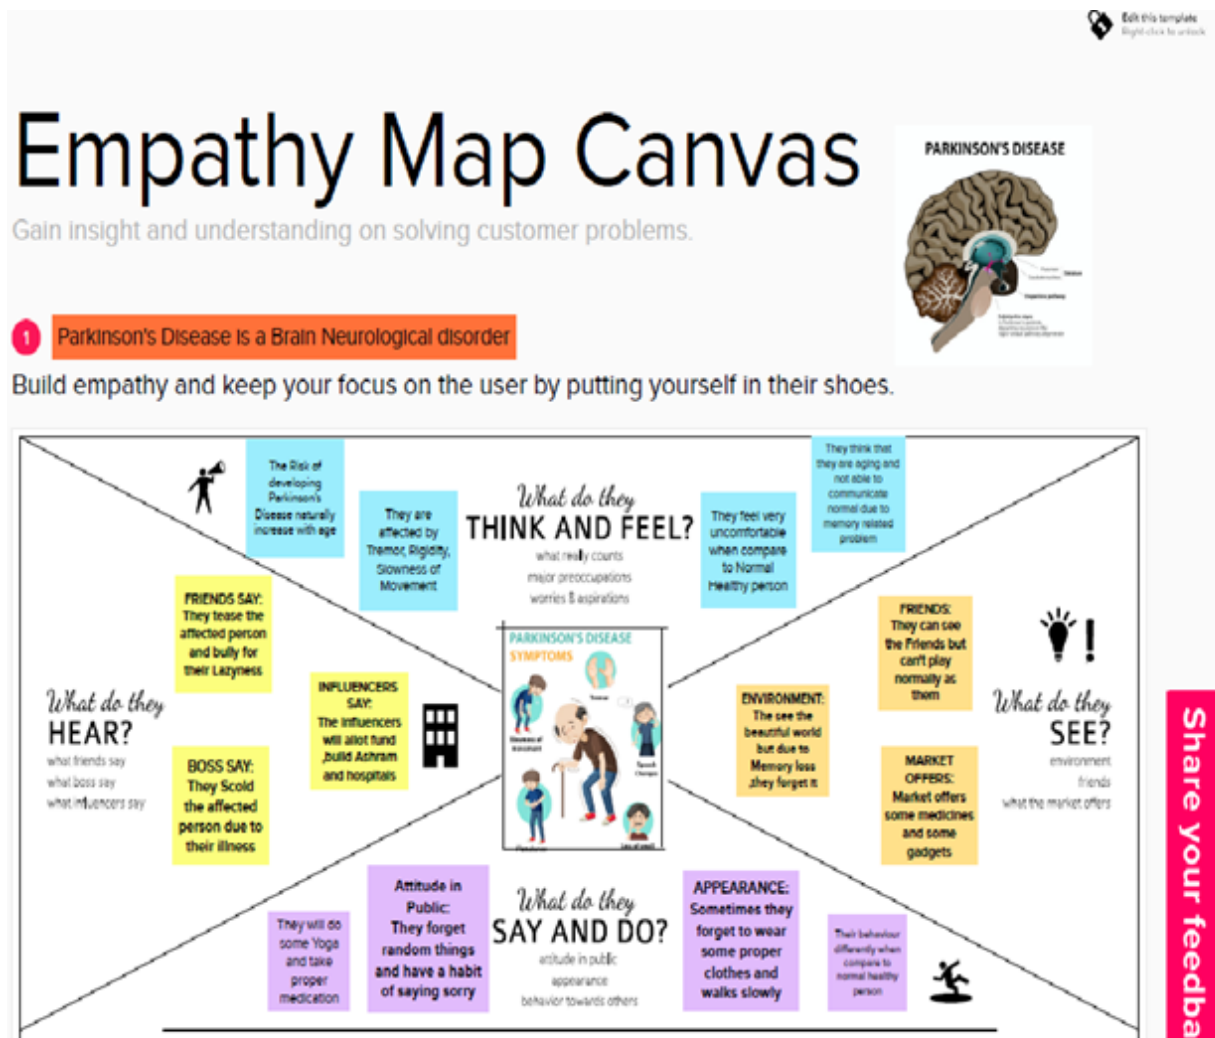 Edit this template
Right-click to unlock
Empathy Map Canvas
Gain insight and understanding on solving customer problems.
PARKINSON'S DISEASE
1
Parkinson's Disease is a Brain Neurological disorder
Build empathy and keep your focus on the user by putting yourself in their shoes.
The Risk of
developing
Parkinson's
Disease naturally
increase with age
They are
affected by
Tremor, Rigidity,
Slowness of
Movement
What do they
THINK AND FEEL?
what really counts
major preoccupations
worries & aspirations
They feel very
uncomfortable
when compare
to Normal
Healthy person
They think that
they are aging and
not able to
communicate
normal due to
memory related
problem
FRIENDS SAY:
They tease the
affected person
and bully for
their Lazyness
INFLUENCERS
SAY:
The Influencers
will allot fund
,build Ashram
and hospitals
What do they
HEAR?
what friends say
what boss say
what influencers say
BOSS SAY:
They Scold
the affected
person due to
their illness
PARKINSON'S DISEASE
SYMPTOMS
Tremor
Slowness of
movement
Speech
Changes
ENVIRONMENT:
The see the
beautiful world
but due to
Memory loss
,they forget it
FRIENDS:
They can see
the Friends but
can't play
normally as
them
What do they
SEE?
environment
friends
what the market offers
MARKET
OFFERS:
Market offers
some medicines
and some
gadgets
They will do
some Yoga
and take
proper
medication
Attitude in
Public:
They forget
random things
and have a habit
of saying sorry
What do they
SAY AND DO?
attitude in public
appearance
behavior towards others
APPEARANCE:
Sometimes they
forget to wear
some proper
clothes and
walks slowly
Their behaviour
differently when
compare to
normal healthy
person
Share your feedba